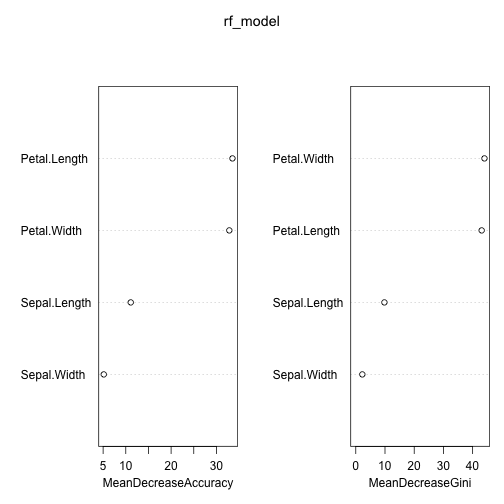 rf_model
Petal.Length
Petal.Width
Sepal.Length
Sepal.Width
5 10 20 30
MeanDecreaseAccuracy
Petal.Width
Petal.Length
Sepal.Length
Sepal.Width
0 10 20 30 40
MeanDecreaseGini